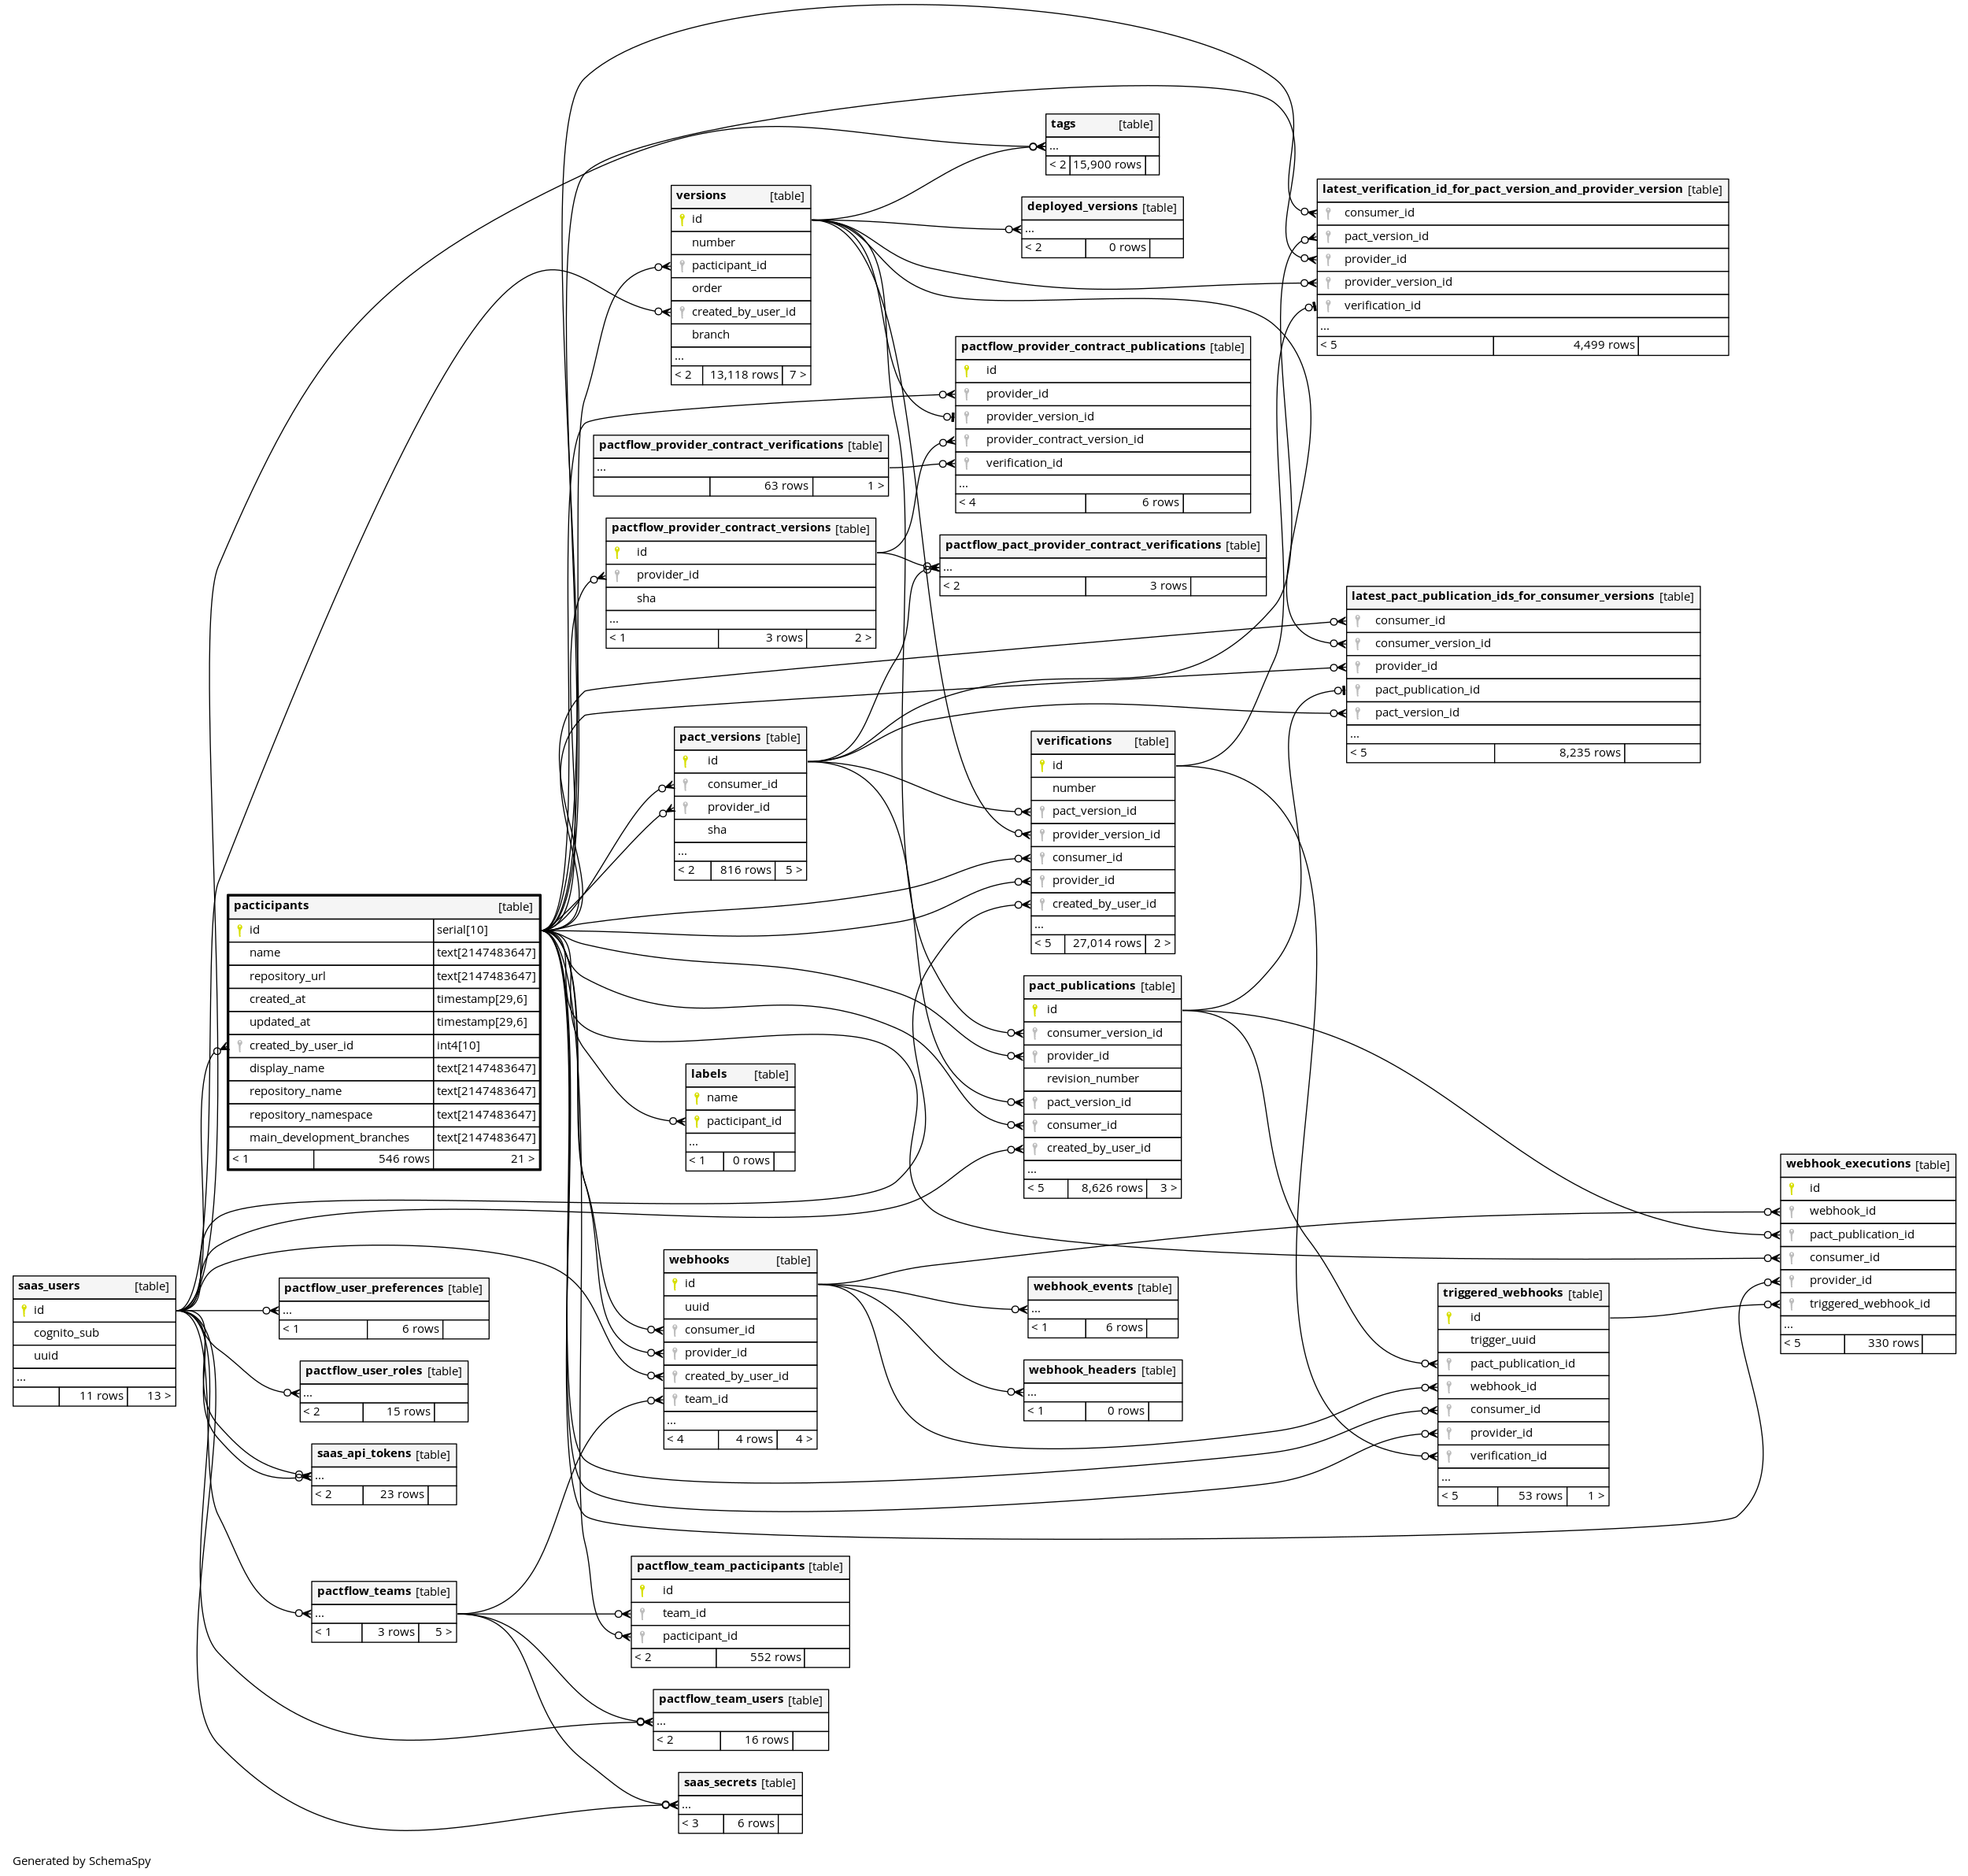 tags [table]
...
< 2 15,900 rows
versions [table]
id
number
pacticipant_id
order
created_by_user_id
branch
...
< 2 13,118 rows 7 >
deployed_versions [table]
...
< 2 0 rows
latest_verification_id_for_pact_version_and_provider_version [table]
consumer_id
pact_version_id
provider_id
provider_version_id
verification_id
...
< 5 4,499 rows
pactflow_provider_contract_publications [table]
id
provider_id
provider_version_id
provider_contract_version_id
verification_id
...
< 4 6 rows
pactflow_provider_contract_verifications [table]
...
63 rows 1 >
pactflow_provider_contract_versions [table]
id
provider_id
sha
...
< 1 3 rows 2 >
pactflow_pact_provider_contract_verifications [table]
...
< 2 3 rows
latest_pact_publication_ids_for_consumer_versions [table]
consumer_id
consumer_version_id
provider_id
pact_publication_id
pact_version_id
...
< 5 8,235 rows
pact_versions [table]
id
consumer_id
provider_id
sha
...
< 2 816 rows 5 >
verifications [table]
id
number
pact_version_id
provider_version_id
consumer_id
provider_id
created_by_user_id
...
< 5 27,014 rows 2 >
pacticipants [table]
id serial[10]
name text[2147483647]
repository_url text[2147483647]
created_at timestamp[29,6]
updated_at timestamp[29,6]
created_by_user_id int4[10]
display_name text[2147483647]
repository_name text[2147483647]
repository_namespace text[2147483647]
main_development_branches text[2147483647]
< 1 546 rows 21 >
pact_publications [table]
id
consumer_version_id
provider_id
revision_number
pact_version_id
consumer_id
created_by_user_id
...
< 5 8,626 rows 3 >
labels [table]
name
pacticipant_id
...
< 1 0 rows
webhook_executions [table]
id
webhook_id
pact_publication_id
consumer_id
provider_id
triggered_webhook_id
...
< 5 330 rows
webhooks [table]
id
uuid
consumer_id
provider_id
created_by_user_id
team_id
...
< 4 4 rows 4 >
saas_users [table]
id
cognito_sub
uuid
...
11 rows 13 >
pactflow_user_preferences [table]
...
< 1 6 rows
webhook_events [table]
...
< 1 6 rows
triggered_webhooks [table]
id
trigger_uuid
pact_publication_id
webhook_id
consumer_id
provider_id
verification_id
...
< 5 53 rows 1 >
pactflow_user_roles [table]
...
< 2 15 rows
webhook_headers [table]
...
< 1 0 rows
saas_api_tokens [table]
...
< 2 23 rows
pactflow_team_pacticipants [table]
id
team_id
pacticipant_id
< 2 552 rows
pactflow_teams [table]
...
< 1 3 rows 5 >
pactflow_team_users [table]
...
< 2 16 rows
saas_secrets [table]
...
< 3 6 rows
Generated by SchemaSpy